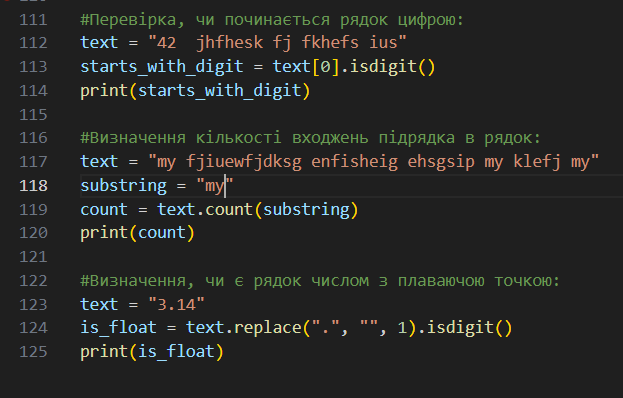 111 #Перевірка, чи починається рядок цифрою:
112 text = "42  jhfhesk fj fkhefs ius"
113 starts_with_digit = text[0].isdigit()
114 print(starts_with_digit)
115
116 #Визначення кількості входжень підрядка в рядок:
117 text = "my fjiuewfjdksg enfisheig ehsgsip my klefj my"
118 substring = "my"
119 count = text.count(substring)
120 print(count)
121
122 #Визначення, чи є рядок числом з плаваючою точкою:
123 text = "3.14"
124 is_float = text.replace(".", "", 1).isdigit()
125 print(is_float)